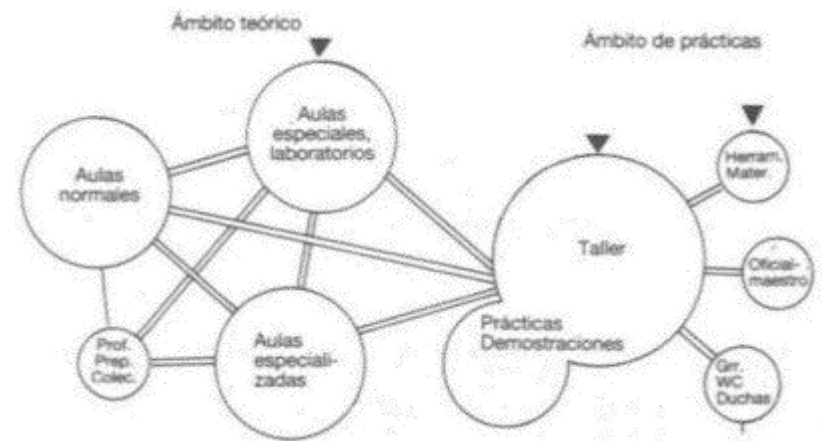 Ámbito teórico
Ámbito de prácticas
Aulas
especiales,
laboratorios
Aulas
normales
Herram.
Mater.
Taller
Oficial-
maestro
Prácticas
Demostraciones
Prof.
Prep.
Colec.
Aulas
especiali-
zadas
Grr.
WC
Duchas